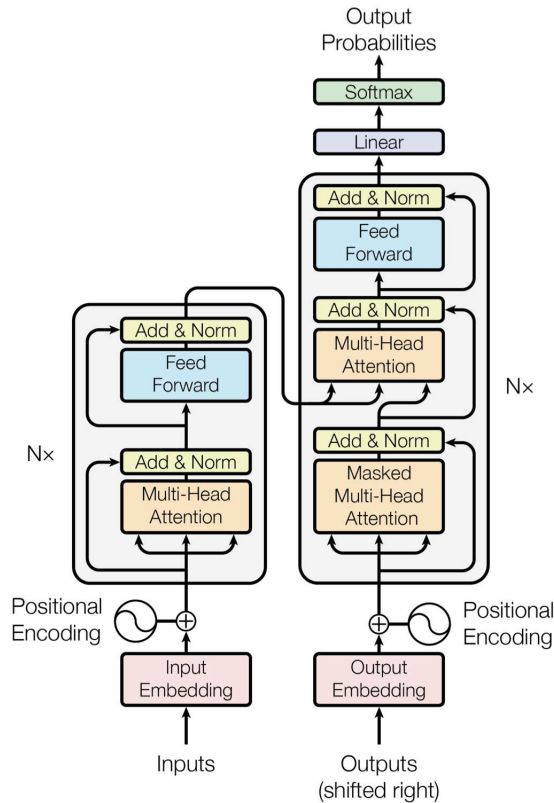 Output
Probabilities
Softmax
Linear
Add & Norm
Feed
Forward
Add & Norm
Multi-Head
Attention
Add & Norm
Masked
Multi-Head
Attention
N×
Add & Norm
Feed
Forward
Add & Norm
Multi-Head
Attention
N×
Positional
Encoding
Positional
Encoding
Input
Embedding
Output
Embedding
Inputs
Outputs
(shifted right)